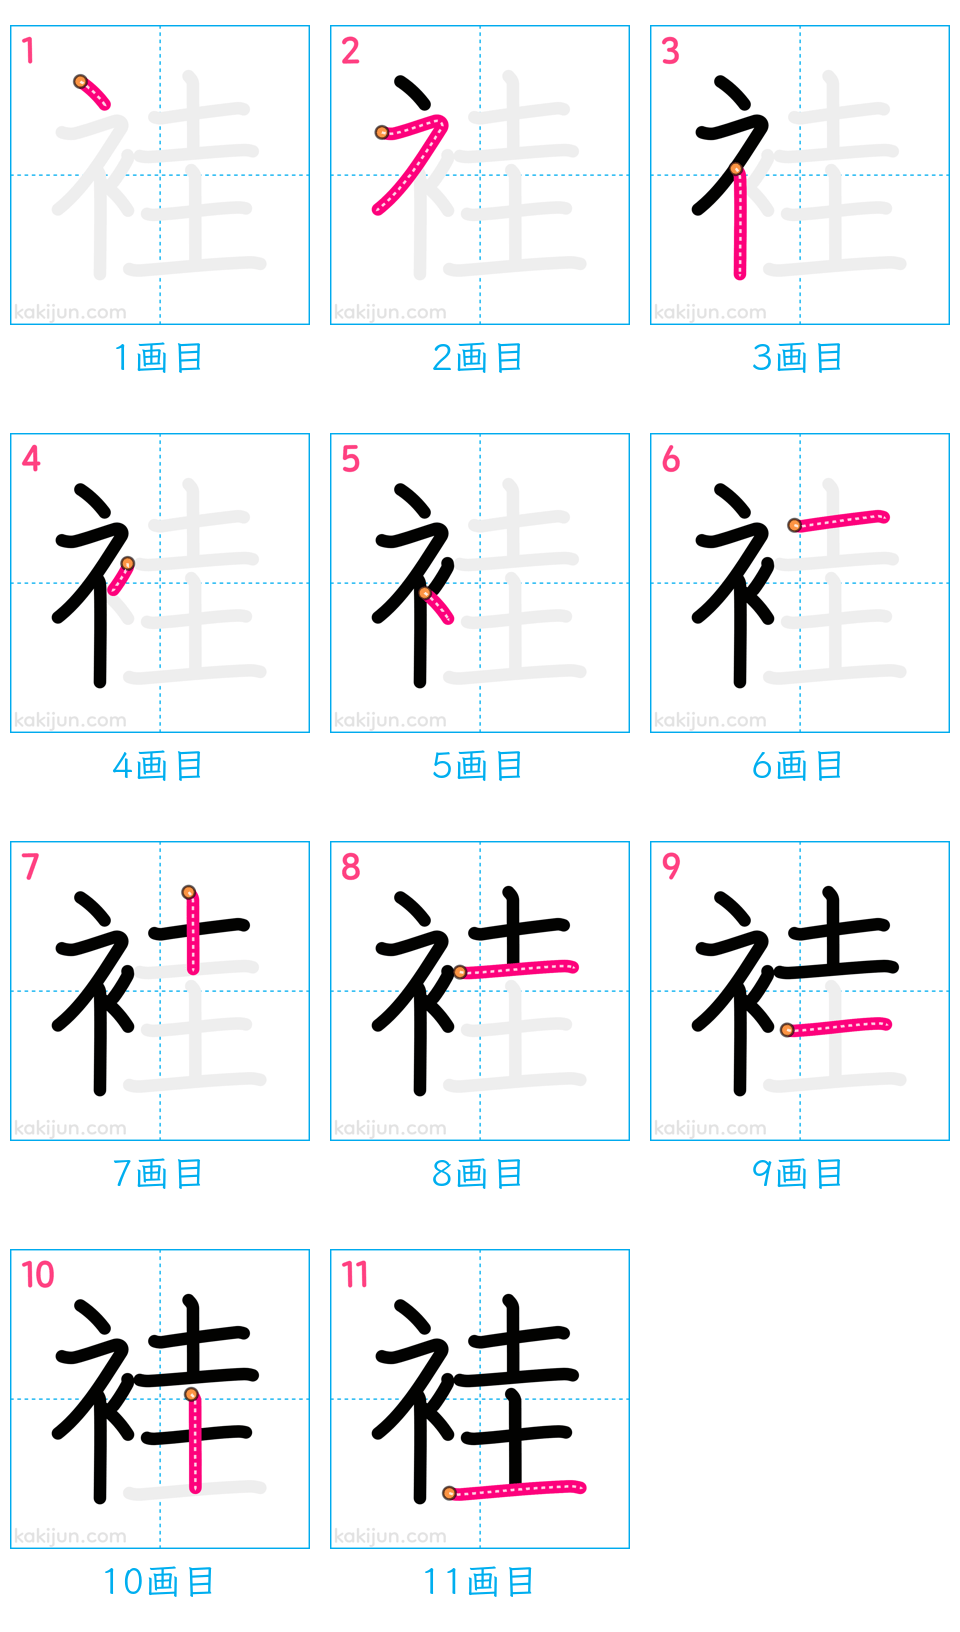 1 2 3
kakijun.com kakijun.com kakijun.com
1画目 2画目 3画目
4 5 6
kakijun.com kakijun.com kakijun.com
4画目 5画目 6画目
7 8 9
kakijun.com kakijun.com kakijun.com
7画目 8画目 9画目
10 11
袿 袿
kakijun.com kakijun.com
10画目 11画目